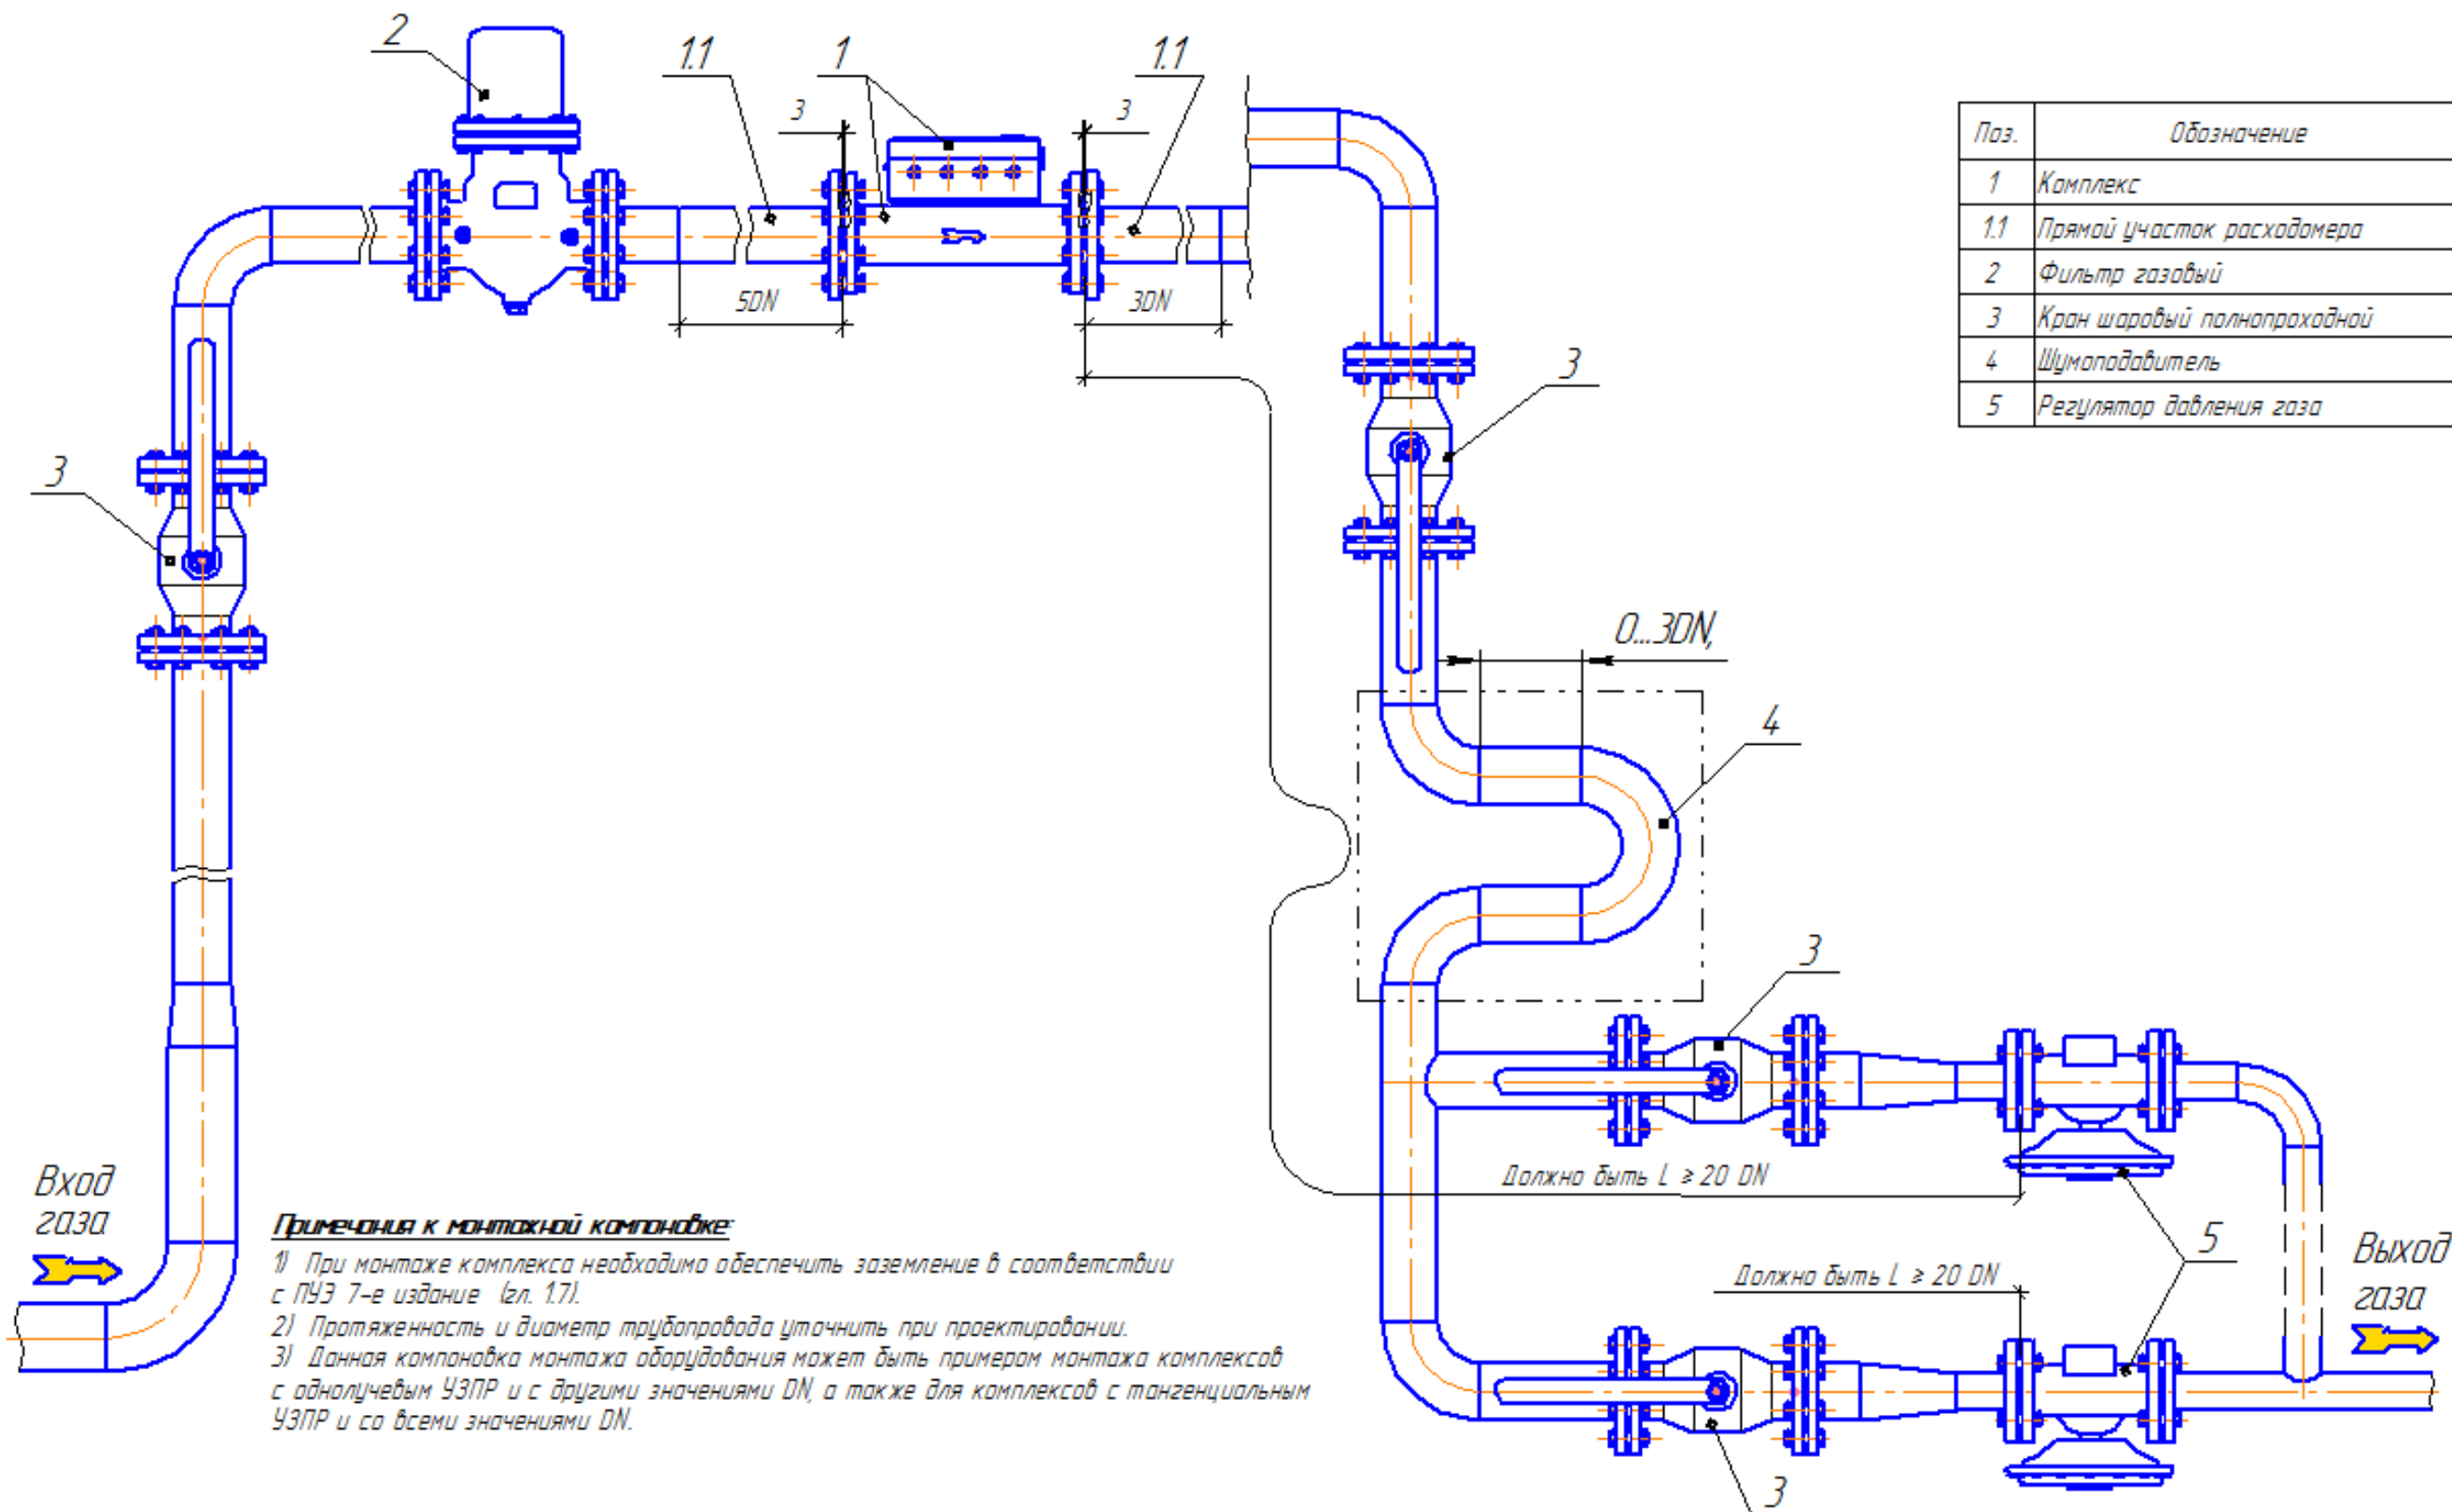 2
1.1
1
1.1
3
3
5DN
3DN
3
3
0...3DN,
4
3
Должно быть L ≥ 20 DN
5
Должно быть L ≥ 20 DN
3
Вход
газа
Выход
газа
Поз.	Обозначение
1	Комплекс
1.1	Прямой участок расходомера
2	Фильтр газовый
3	Кран шаровый полнопроходной
4	Шумоподавитель
5	Регулятор давления газа
Примечания к монтажной компоновке:
1) При монтаже комплекса необходимо обеспечить заземление в соответствии
с ПУЭ 7-е издание (гл. 1.7).
2) Протяженность и диаметр трубопровода уточнить при проектировании.
3) Данная компоновка монтажа оборудования может быть примером монтажа комплексов
с однолучевым УЗПР и с другими значениями DN, а также для комплексов с тангенциальным
УЗПР и со всеми значениями DN.